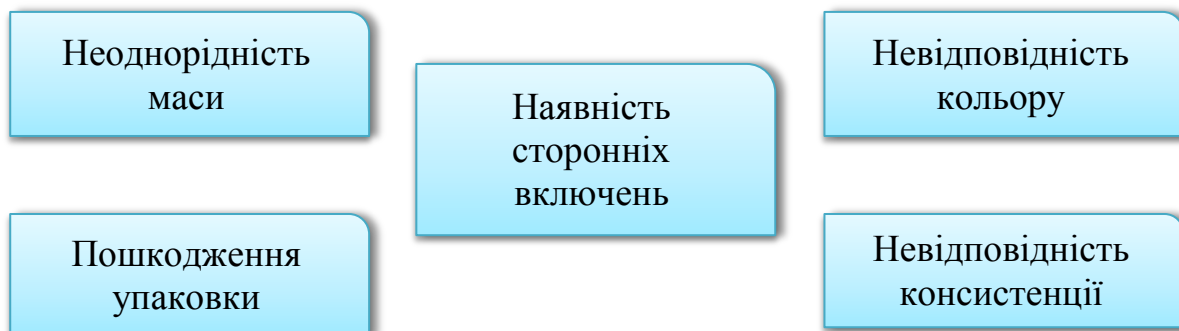 Неоднорідність
маси
Наявність
сторонніх
включень
Невідповідність
кольору
Пошкодження
упаковки
Невідповідність
консистенції